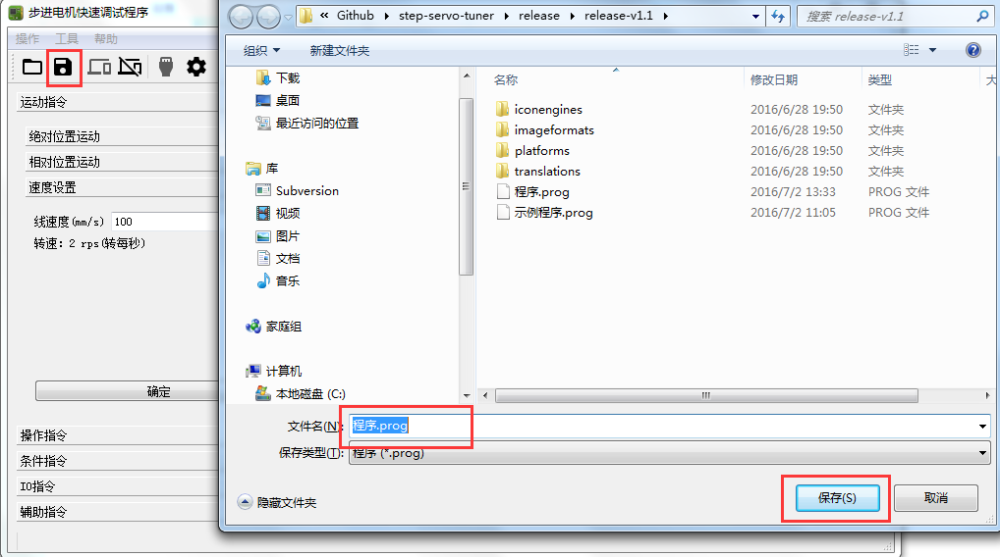 步进电机快速调试程序
操作 工具 帮助
运动指令
绝对位置运动
相对位置运动
速度设置
线速度(mm/s) 100
转速: 2 rps(转每秒)
确定
操作指令
条件指令
IO指令
辅助指令
« Github step-servo-tuner release release-v1.1
搜索 release-v1.1
组织 新建文件夹
下载
桌面
最近访问的位置
库
Subversion
视频
图片
文档
音乐
家庭组
计算机
本地磁盘 (C:)
名称 修改日期 类型 大
iconengines 2016/6/28 19:50 文件夹
imageformats 2016/6/28 19:50 文件夹
platforms 2016/6/28 19:50 文件夹
translations 2016/6/28 19:50 文件夹
程序.prog 2016/7/2 13:33 PROG 文件
示例程序.prog 2016/7/2 11:05 PROG 文件
文件名(N): 程序.prog
保存类型(T): 程序 (*.prog)
隐藏文件夹
保存(S) 取消